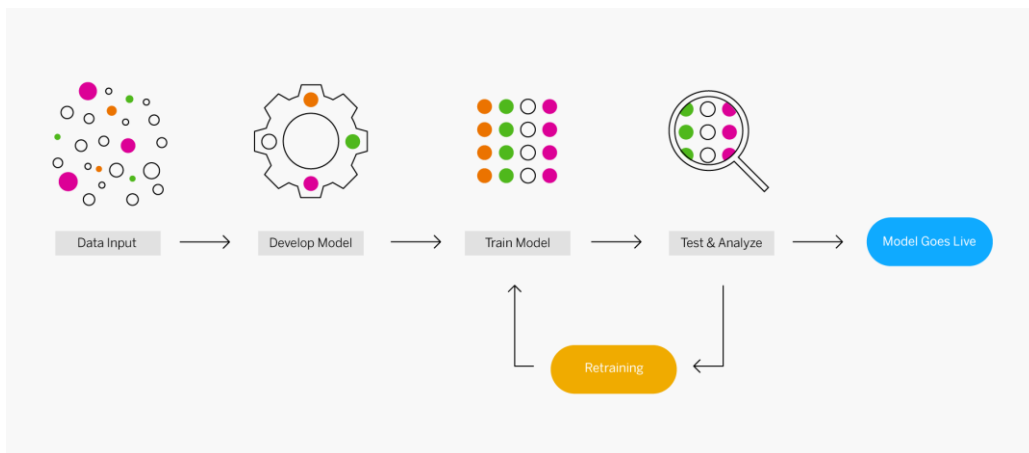 Data Input
Develop Model
Train Model
Test & Analyze
Model Goes Live
Retraining